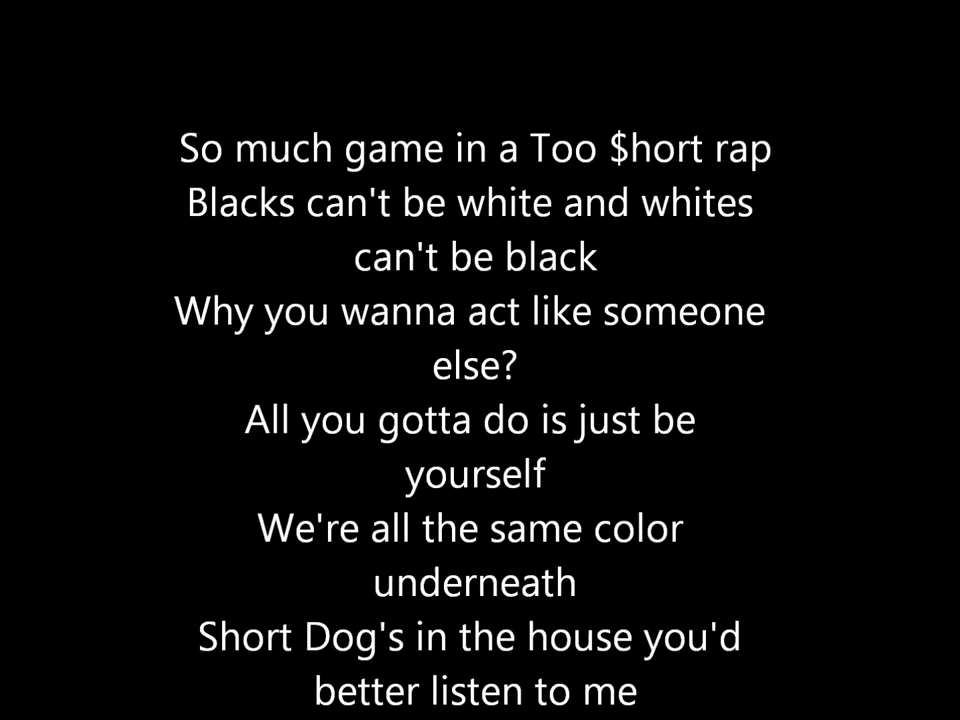 So much game in a Too $hort rap
Blacks can't be white and whites
can't be black
Why you wanna act like someone
else?
All you gotta do is just be
yourself
We're all the same color
underneath
Short Dog's in the house you'd
better listen to me